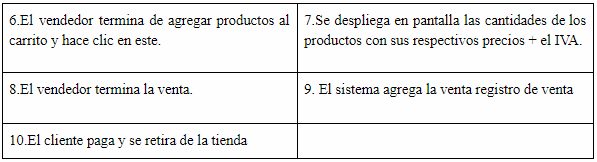 6.El vendedor termina de agregar productos al
carrito y hace clic en este.
7.Se despliega en pantalla las cantidades de los
productos con sus respectivos precios + el IVA.
8.El vendedor termina la venta.
9. El sistema agrega la venta registro de venta
10.El cliente paga y se retira de la tienda